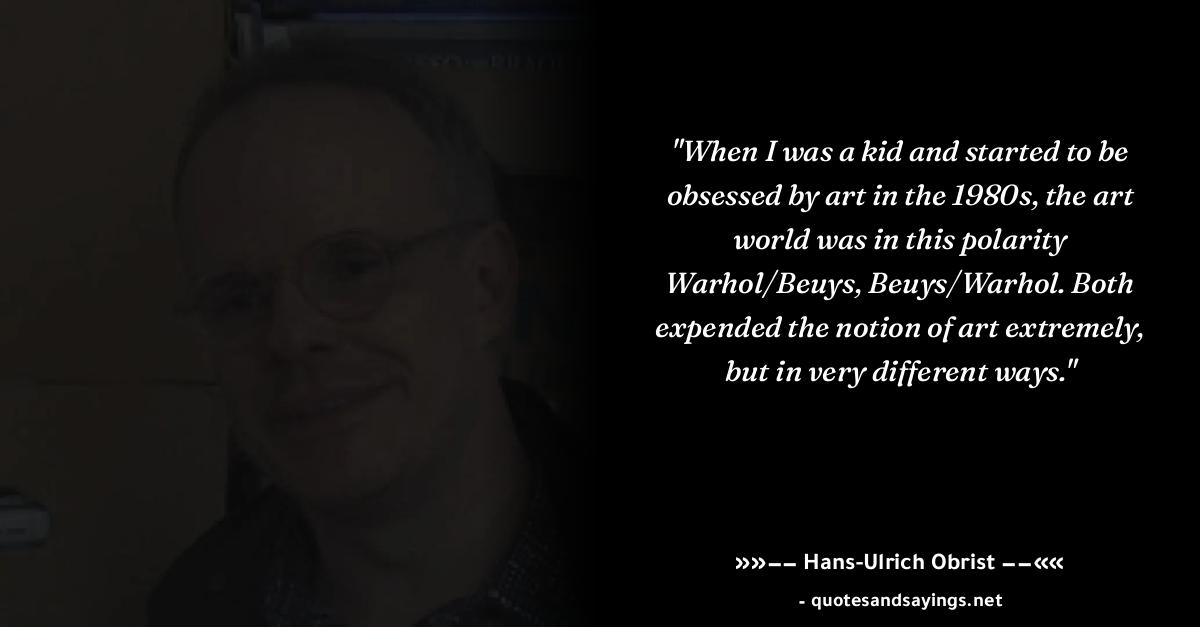 "When I was a kid and started to be
obsessed by art in the 1980s, the art
world was in this polarity
Warhol/Beuys, Beuys/Warhol. Both
expended the notion of art extremely,
but in very different ways."
»»−− Hans-Ulrich Obrist −−««
- quotesandsayings.net